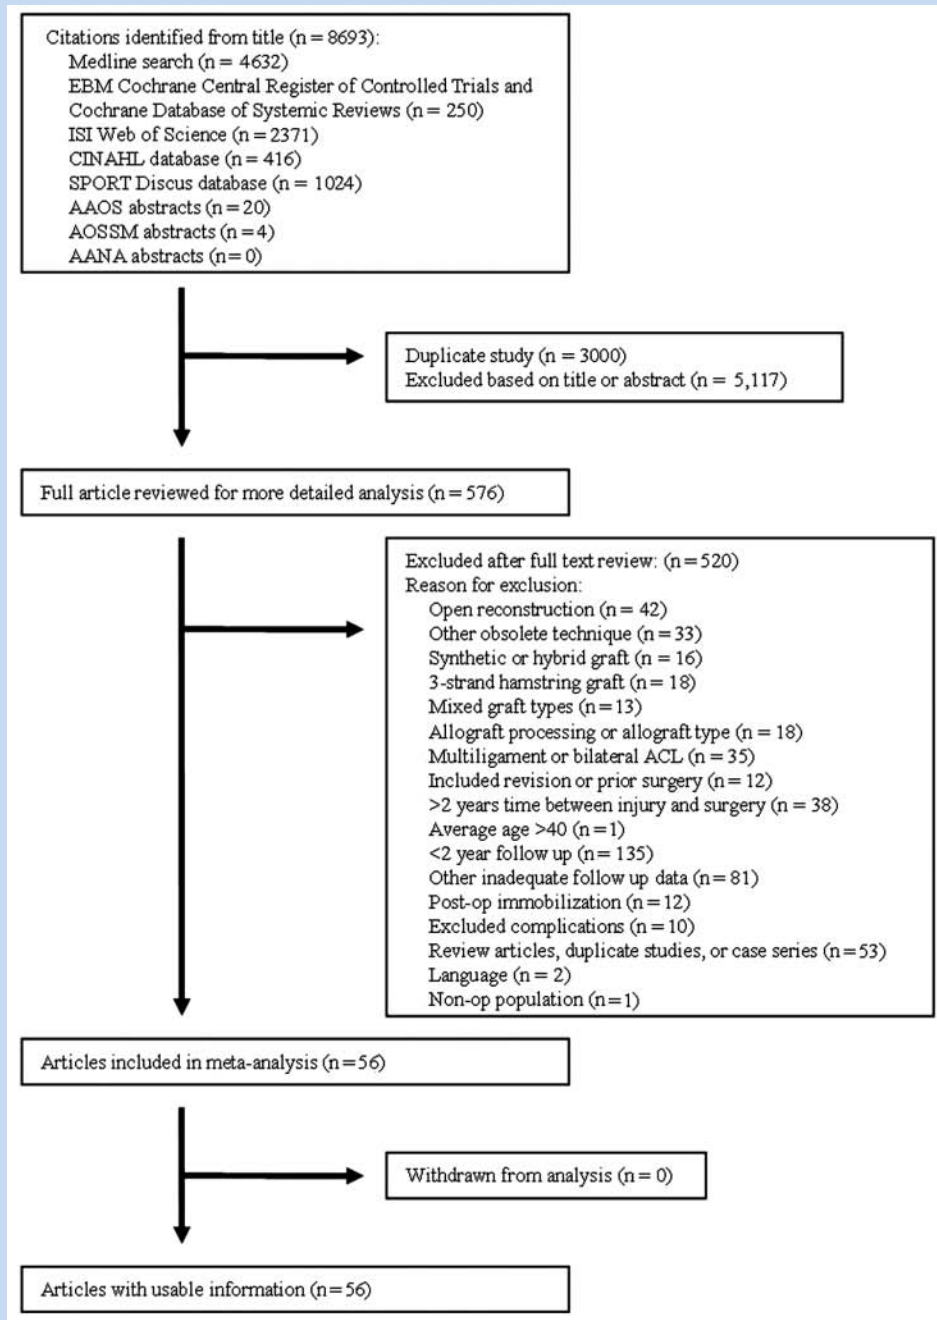 Citations identified from title (n = 8693):
Medline search (n = 4632)
EBM Cochrane Central Register of Controlled Trials and
Cochrane Database of Systemic Reviews (n = 250)
ISI Web of Science (n = 2371)
CINAHL database (n = 416)
SPORT Discus database (n = 1024)
AAOS abstracts (n = 20)
AOSSM abstracts (n = 4)
AANA abstracts (n = 0)
Duplicate study (n = 3000)
Excluded based on title or abstract (n = 5,117)
Full article reviewed for more detailed analysis (n = 576)
Excluded after full text review: (n = 520)
Reason for exclusion:
Open reconstruction (n = 42)
Other obsolete technique (n = 33)
Synthetic or hybrid graft (n = 16)
3-strand hamstring graft (n = 18)
Mixed graft types (n = 13)
Allograft processing or allograft type (n = 18)
Multiligament or bilateral ACL (n = 35)
Included revision or prior surgery (n = 12)
>2 years time between injury and surgery (n = 38)
Average age >40 (n = 1)
<2 year follow up (n = 135)
Other inadequate follow up data (n = 81)
Post-op immobilization (n = 12)
Excluded complications (n = 10)
Review articles, duplicate studies, or case series (n = 53)
Language (n = 2)
Non-op population (n = 1)
Articles included in meta-analysis (n = 56)
Withdrawn from analysis (n = 0)
Articles with usable information (n = 56)